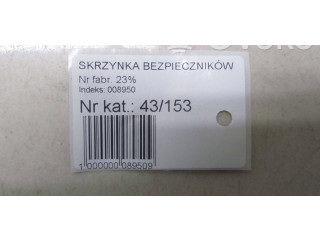 SKRZYNKA BEZPIECZNIKÓW
Nr fabr. 23%
Indeks: 008950
Nr kat.: 43/153
1 000000 089509